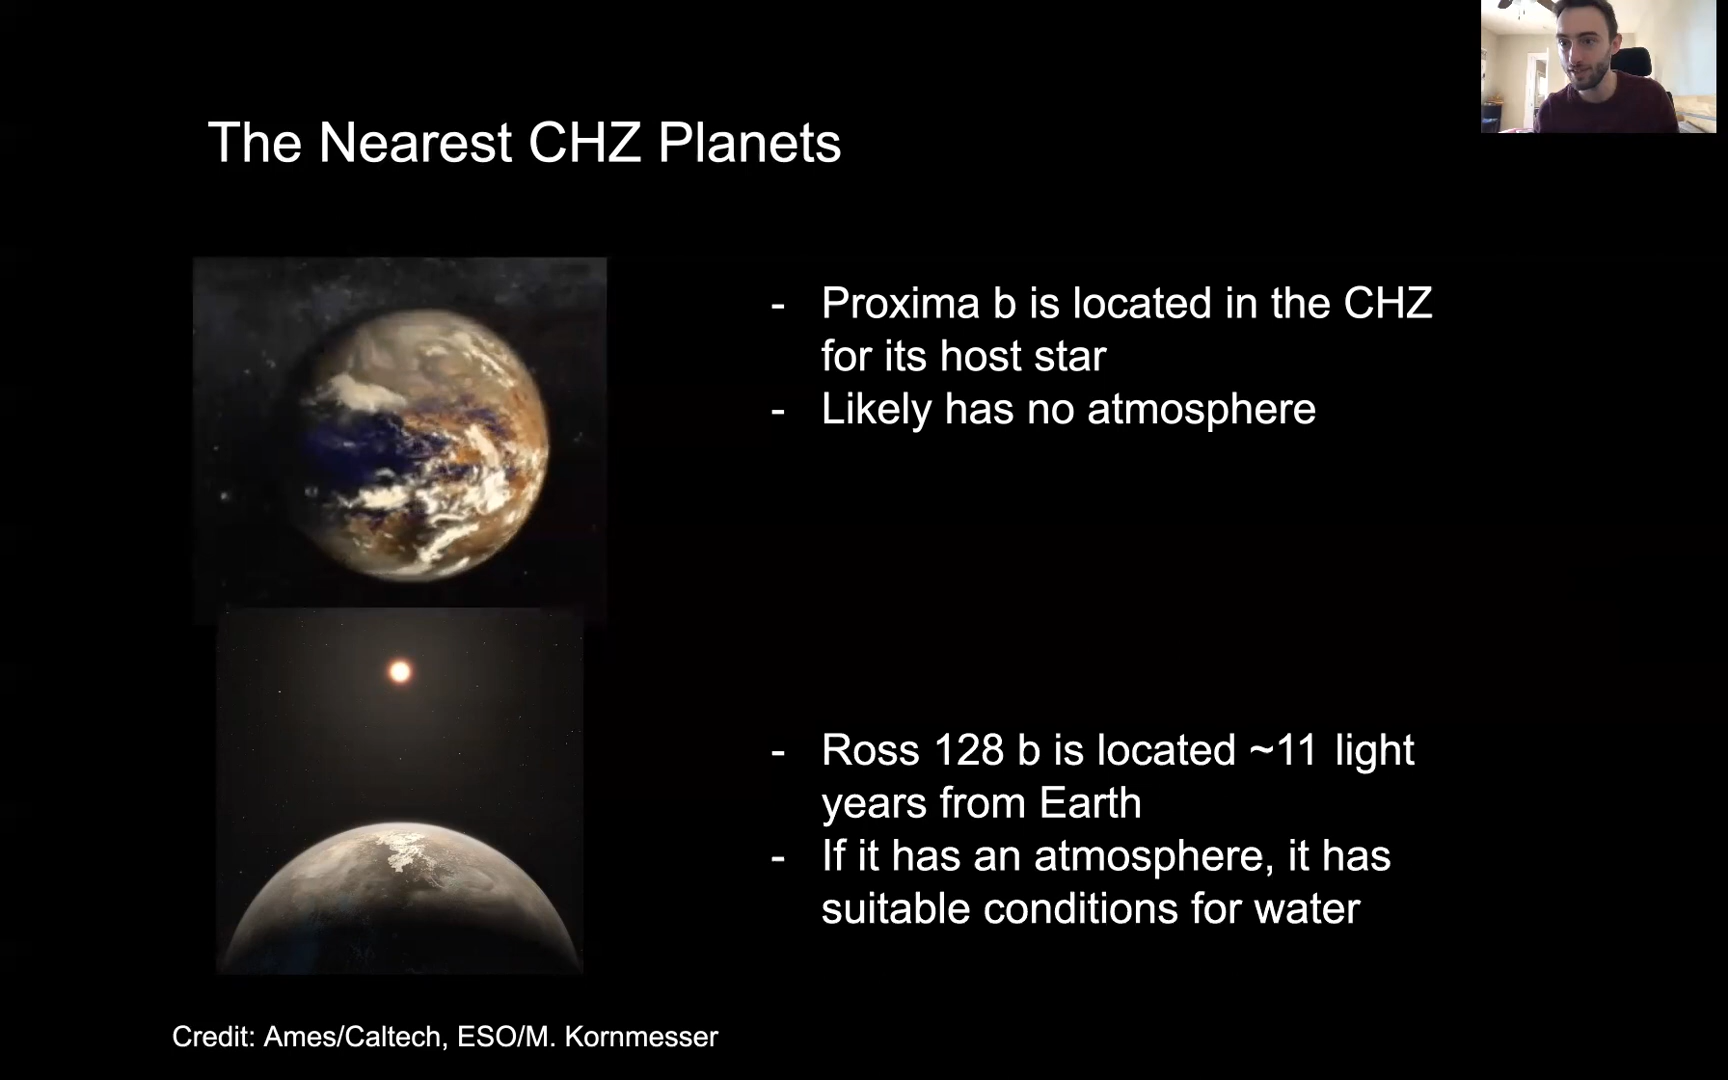 The Nearest CHZ Planets
- Proxima b is located in the CHZ
for its host star
- Likely has no atmosphere
- Ross 128 b is located ~11 light
years from Earth
- If it has an atmosphere, it has
suitable conditions for water
Credit: Ames/Caltech, ESO/M. Kornmesser